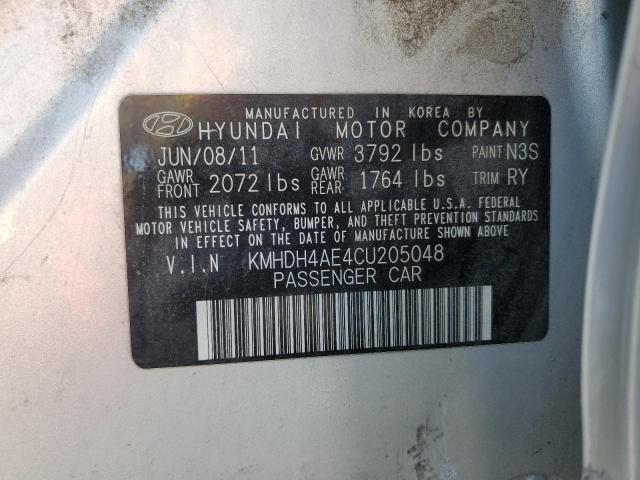 MANUFACTURED IN KOREA BY
HYUNDAI MOTOR COMPANY
JUN/08/11 GVWR 3792 lbs PAINT N3S
GAWR FRONT 2072 lbs GAWR REAR 1764 lbs TRIM RY
THIS VEHICLE CONFORMS TO ALL APPLICABLE U.S.A. FEDERAL
MOTOR VEHICLE SAFETY, BUMPER, AND THEFT PREVENTION STANDARDS
IN EFFECT ON THE DATE OF MANUFACTURE SHOWN ABOVE
V.I.N KMHDH4AE4CU205048
PASSENGER CAR